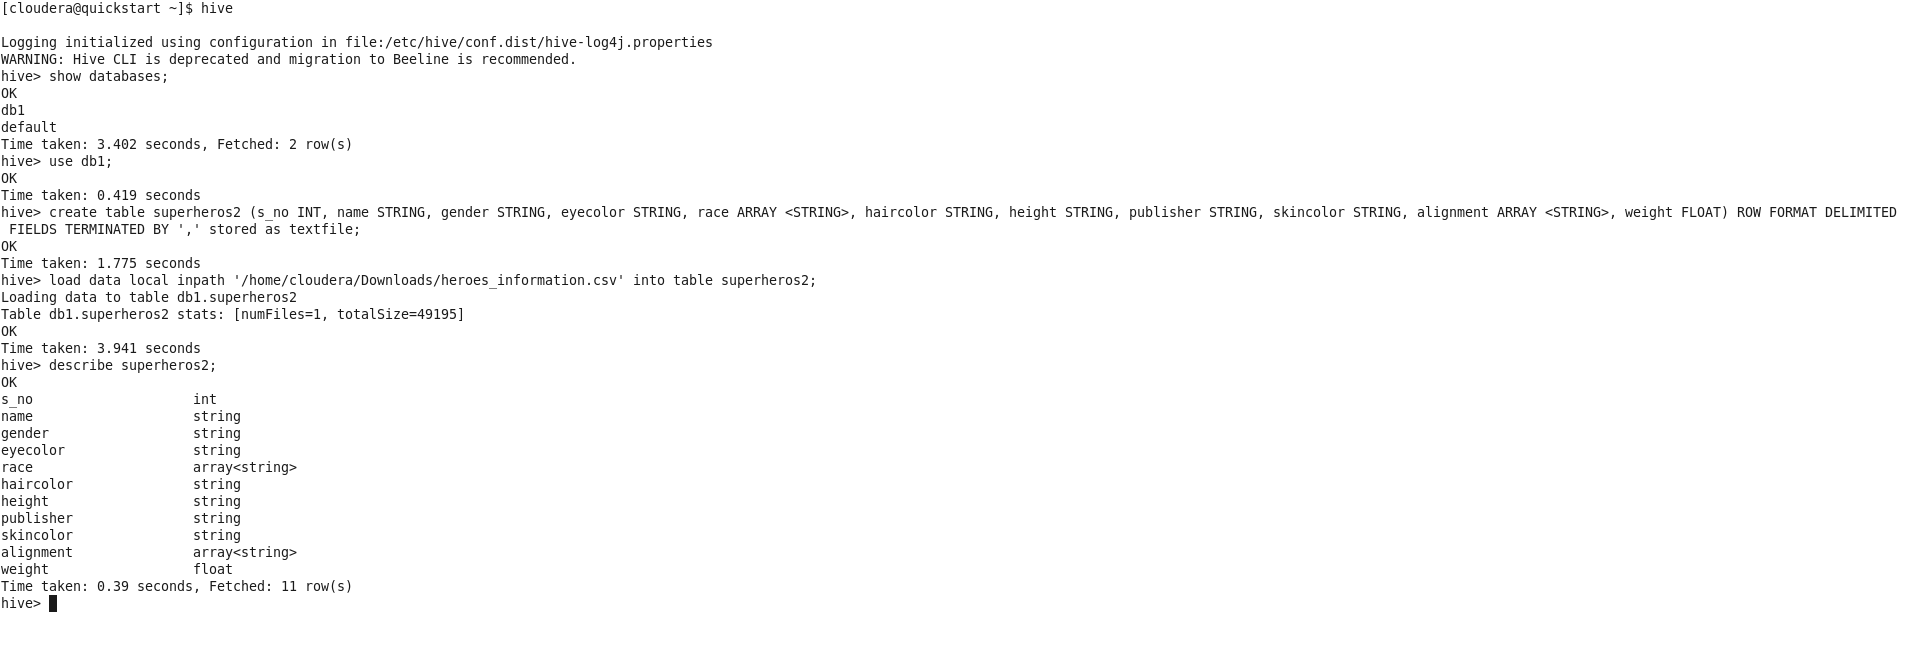 [cloudera@quickstart ~]$ hive
Logging initialized using configuration in file:/etc/hive/conf.dist/hive-log4j.properties
WARNING: Hive CLI is deprecated and migration to Beeline is recommended.
hive> show databases;
OK
db1
default
Time taken: 3.402 seconds, Fetched: 2 row(s)
hive> use db1;
OK
Time taken: 0.419 seconds
hive> create table superheros2 (s_no INT, name STRING, gender STRING, eyecolor STRING, race ARRAY <STRING>, haircolor STRING, height STRING, publisher STRING, skincolor STRING, alignment ARRAY <STRING>, weight FLOAT) ROW FORMAT DELIMITED
 FIELDS TERMINATED BY ',' stored as textfile;
OK
Time taken: 1.775 seconds
hive> load data local inpath '/home/cloudera/Downloads/heroes_information.csv' into table superheros2;
Loading data to table db1.superheros2
Table db1.superheros2 stats: [numFiles=1, totalSize=49195]
OK
Time taken: 3.941 seconds
hive> describe superheros2;
OK
s_no                    int
name                    string
gender                  string
eyecolor                string
race                    array<string>
haircolor               string
height                  string
publisher               string
skincolor               string
alignment               array<string>
weight                  float
Time taken: 0.39 seconds, Fetched: 11 row(s)
hive>